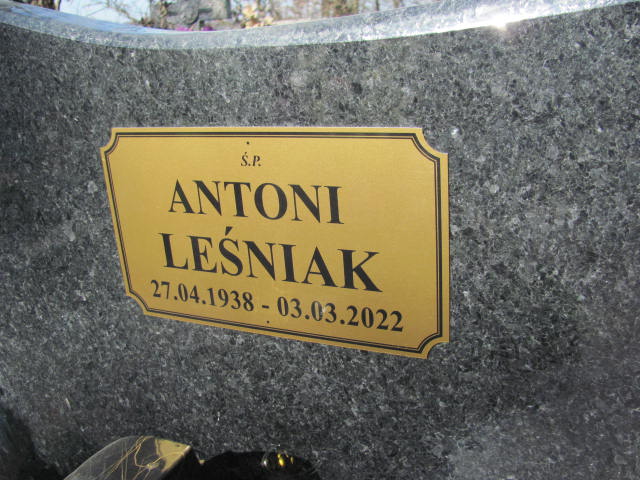 Ś.P.
ANTONI
LEŚNIAK
27.04.1938 - 03.03.2022